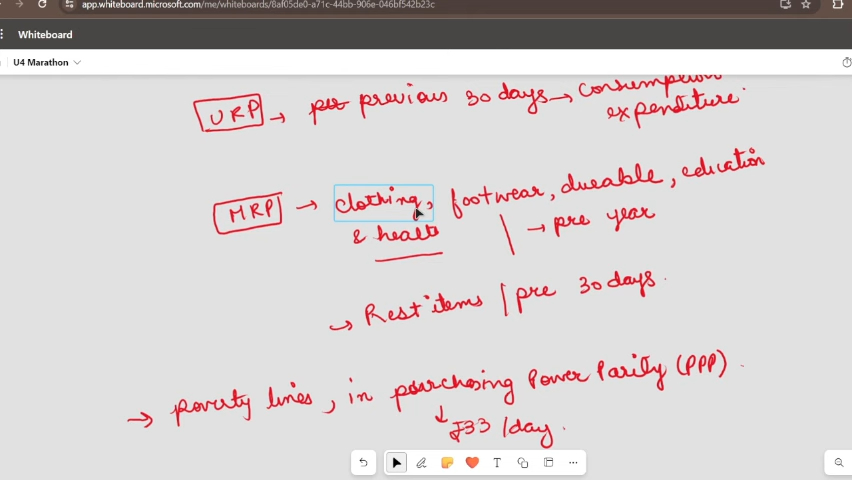 app.whiteboard.microsoft.com/me/whiteboards/8af05de0-a71c-44bb-906e-046bf542b23c
Whiteboard
U4 Marathon
URP → previous 30 days → Consumption
expenditure.
MRP → clothing, footwear, dueable, education
& health → pre year
→ Rest items | pre 30 days.
→ poverty lines, in purchasing Power Parity (PPP).
↓
₹33 /day.
T